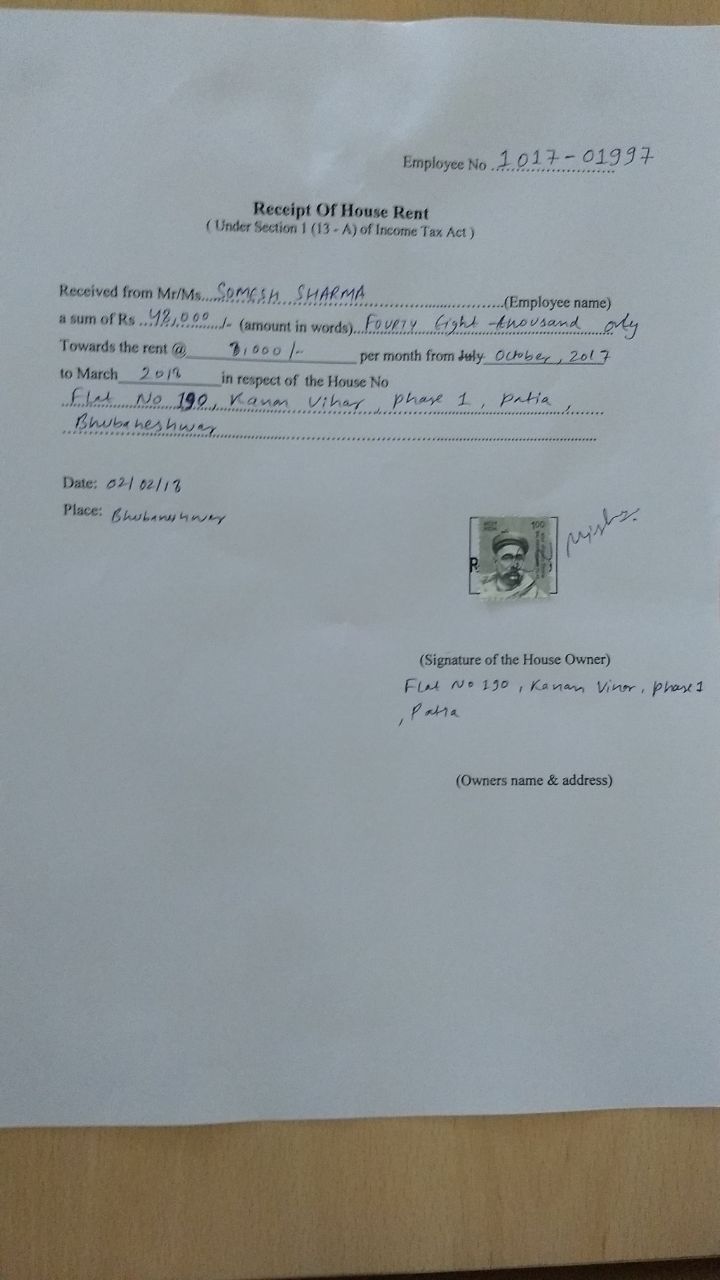 Employee No 1017-01997
Receipt Of House Rent
( Under Section 1 (13 - A) of Income Tax Act )
Received from Mr/Ms. SOMESH SHARMA (Employee name)
a sum of Rs 48,000 /- (amount in words) Fourty Eight thousand only
Towards the rent @ 8,000 /- per month from July October, 2017
to March 2018 in respect of the House No
Flat No 190, Kanan Vihar, phase 1, patia,
Bhubaneshwar
Date: 02/02/18
Place: Bhubaneshwar
100
R
(Signature of the House Owner)
Flat No 190, Kanan Vihar, phase 1
, Patia
(Owners name & address)